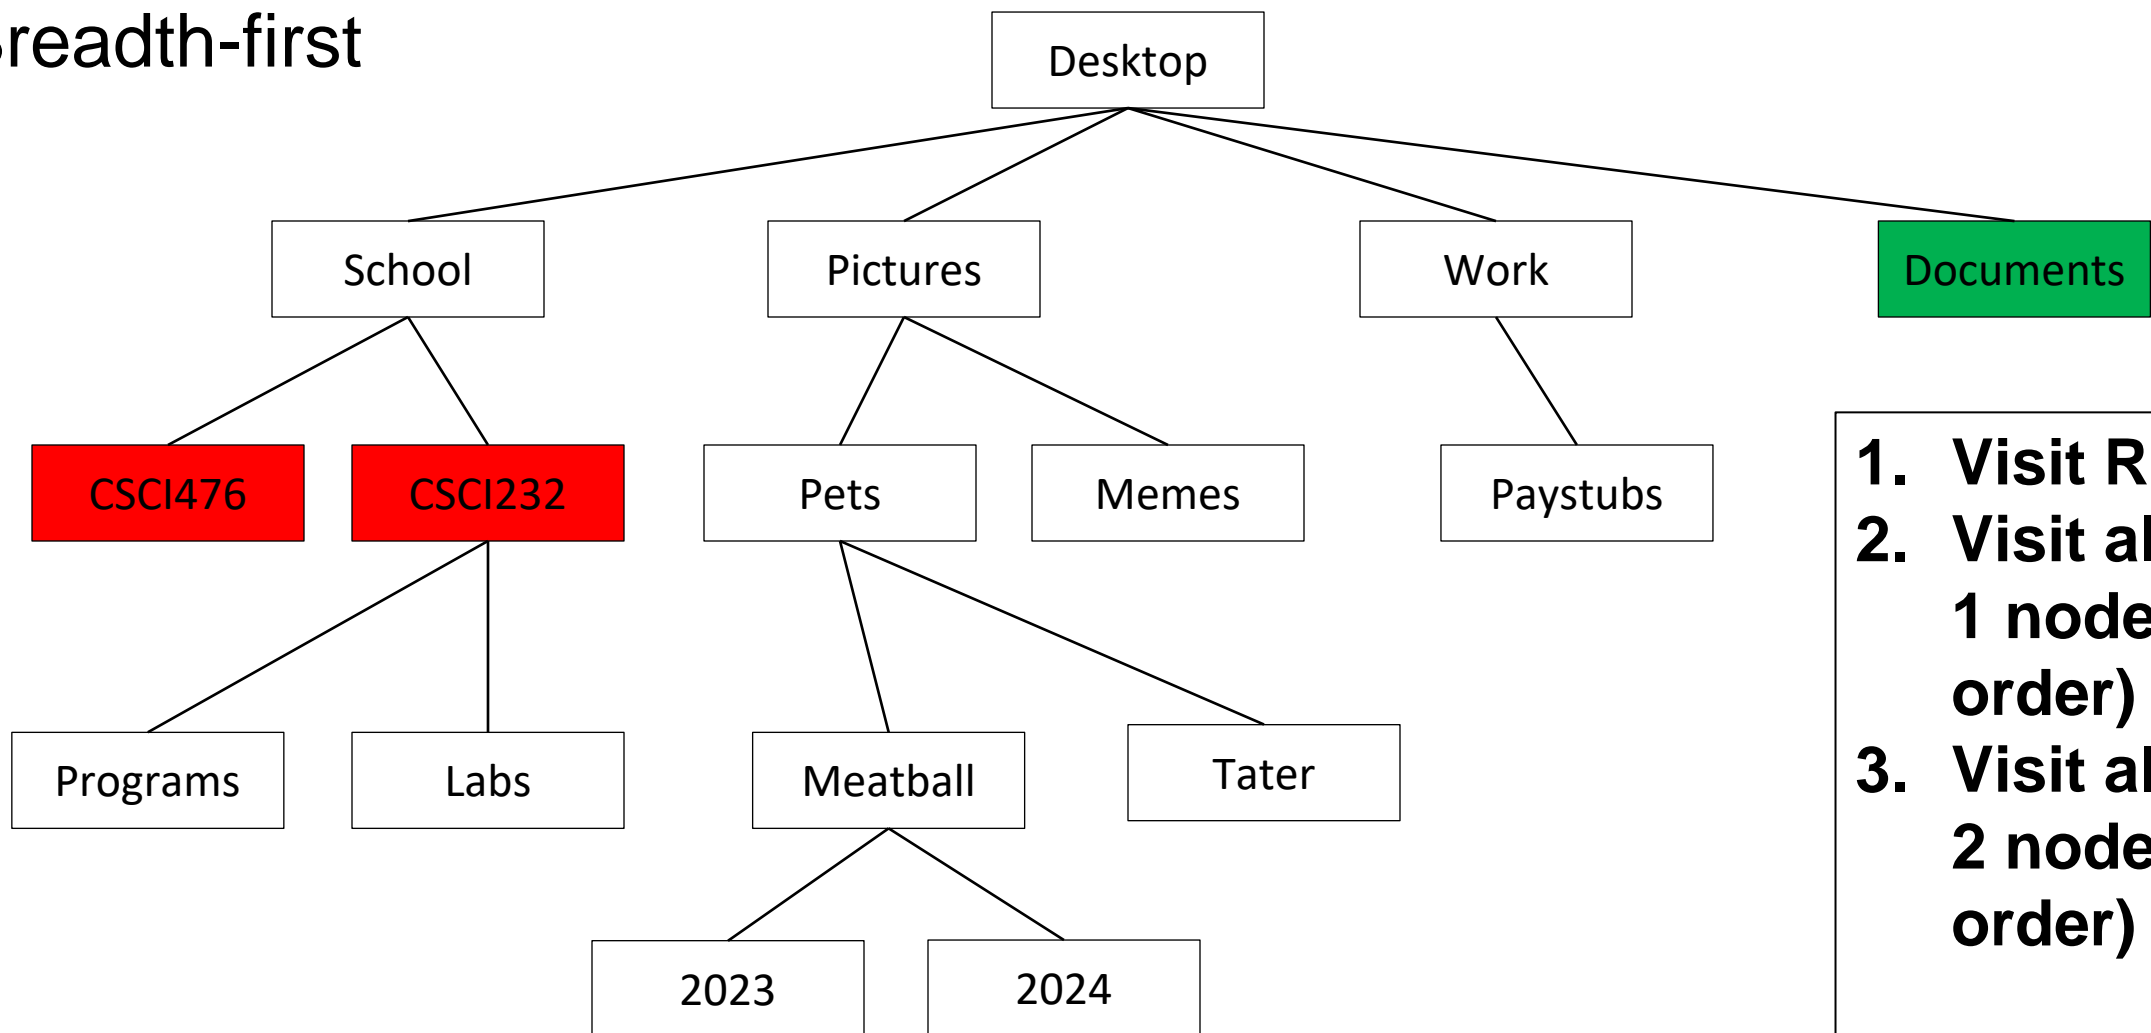 readth-first
Desktop
School
Pictures
Work
Documents
CSCI476
CSCI232
Pets
Memes
Paystubs
Programs
Labs
Meatball
Tater
2023
2024
1. Visit R
2. Visit al
1 node
order)
3. Visit al
2 node
order)